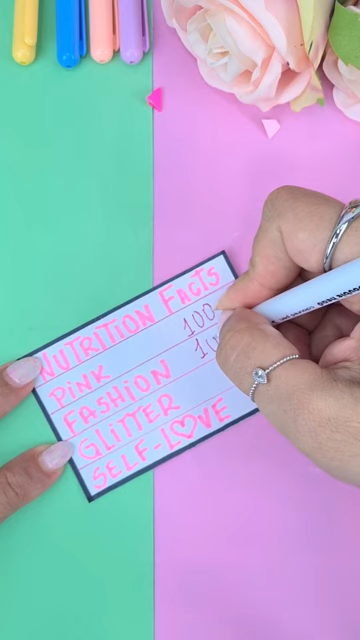 NUTRITION FACTS
PINK 100
FASHION
GLITTER
SELF-LOVE